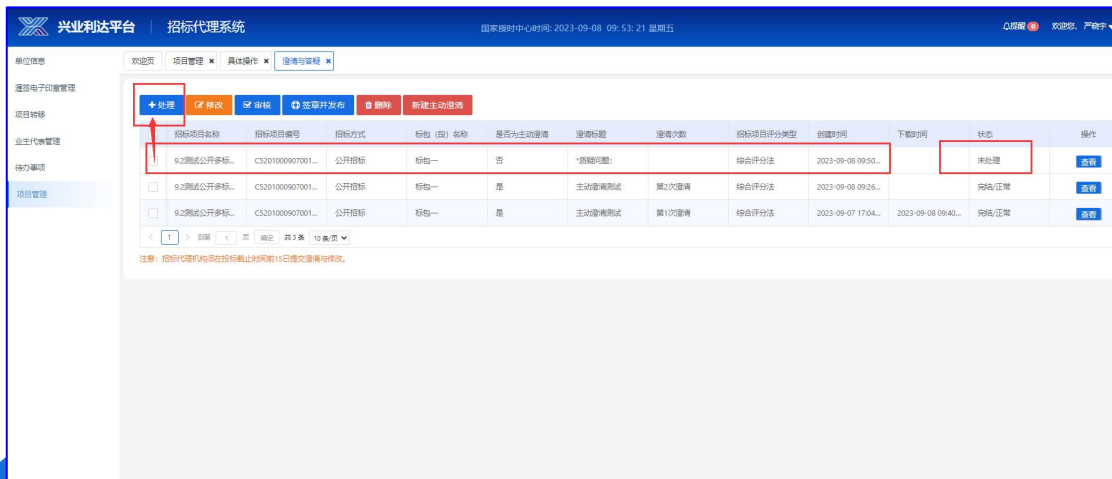 兴业利达平台 招标代理系统 国家授时中心时间: 2023-09-08 09: 53: 21 星期五 提醒 0 欢迎您、严晓宇
单位信息
欢迎页 项目管理 × 具体操作 × 澄清与答疑 ×
项目转移
业主代表管理
待办事项
项目管理
+处理 修改 审核 签章并发布 删除 新建主动澄清
招标项目名称 招标项目编号 招标方式 标包（段）名称 是否为主动澄清 澄清标题 澄清次数 招标项目评分类型 创建时间 下载时间 状态 操作
9.2测试公开多标... C5201000907001... 公开招标 标包一 否 *质疑问题: 综合评分法 2023-09-08 09:50... 未处理 查看
9.2测试公开多标... C5201000907001... 公开招标 标包一 是 主动澄清测试 第2次澄清 综合评分法 2023-09-08 09:26... 完结/正常 查看
9.2测试公开多标... C5201000907001... 公开招标 标包一 是 主动澄清测试 第1次澄清 综合评分法 2023-09-07 17:04... 2023-09-08 09:40... 完结/正常 查看
< 1 > 到第 1 页 确定 共 3 条 10 条/页
注意：招标代理机构须在投标截止时间前15日提交澄清与修改。